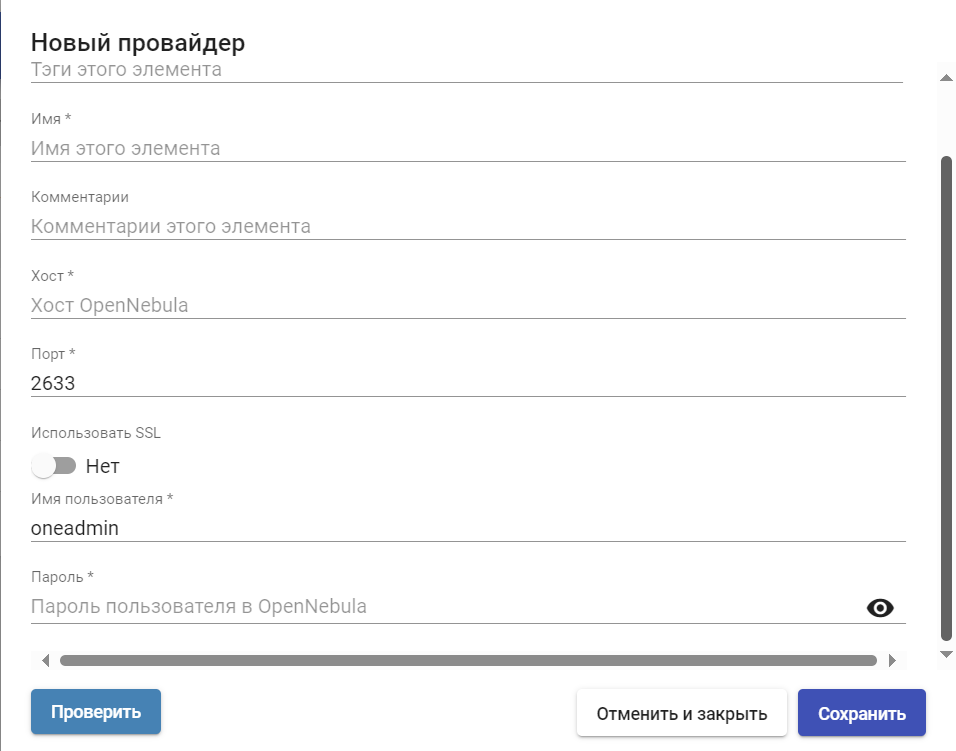 Новый провайдер
Тэги этого элемента
Имя *
Имя этого элемента
Комментарии
Комментарии этого элемента
Хост *
Хост OpenNebula
Порт *
2633
Использовать SSL
Нет
Имя пользователя *
oneadmin
Пароль *
Пароль пользователя в OpenNebula
Проверить
Отменить и закрыть
Сохранить